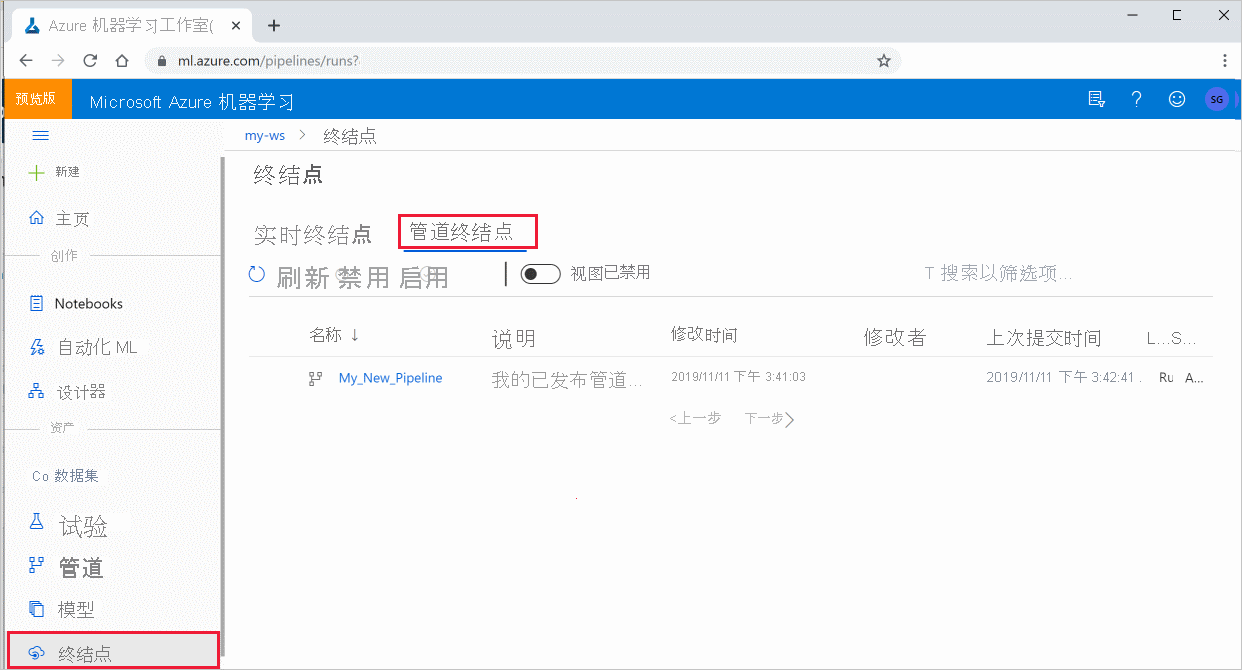 Azure 机器学习工作室(
ml.azure.com/pipelines/runs?
预览版 Microsoft Azure 机器学习 SG
my-ws > 终结点
新建
终结点
主页
实时终结点 管道终结点
创作
刷新 禁用 启用 视图已禁用 T 搜索以筛选项...
Notebooks
名称 ↓ 说明 修改时间 修改者 上次提交时间 L...S...
自动化 ML
My_New_Pipeline 我的已发布管道... 2019/11/11 下午 3:41:03 2019/11/11 下午 3:42:41 . Ru A...
设计器
<上一步 下一步>
资产
Co 数据集
试验
管道
模型
终结点